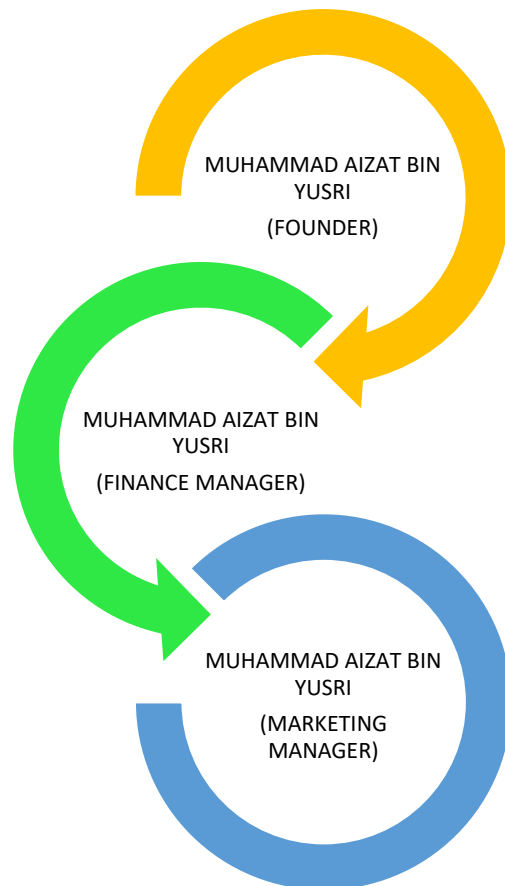 MUHAMMAD AIZAT BIN
YUSRI
(FOUNDER)
MUHAMMAD AIZAT BIN
YUSRI
(FINANCE MANAGER)
MUHAMMAD AIZAT BIN
YUSRI
(MARKETING
MANAGER)